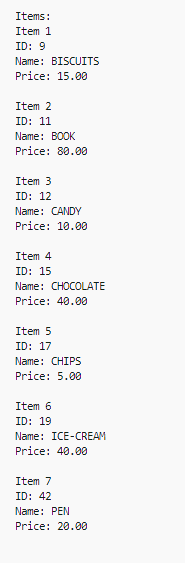 Items:
Item 1
ID: 9
Name: BISCUITS
Price: 15.00
Item 2
ID: 11
Name: BOOK
Price: 80.00
Item 3
ID: 12
Name: CANDY
Price: 10.00
Item 4
ID: 15
Name: CHOCOLATE
Price: 40.00
Item 5
ID: 17
Name: CHIPS
Price: 5.00
Item 6
ID: 19
Name: ICE-CREAM
Price: 40.00
Item 7
ID: 42
Name: PEN
Price: 20.00